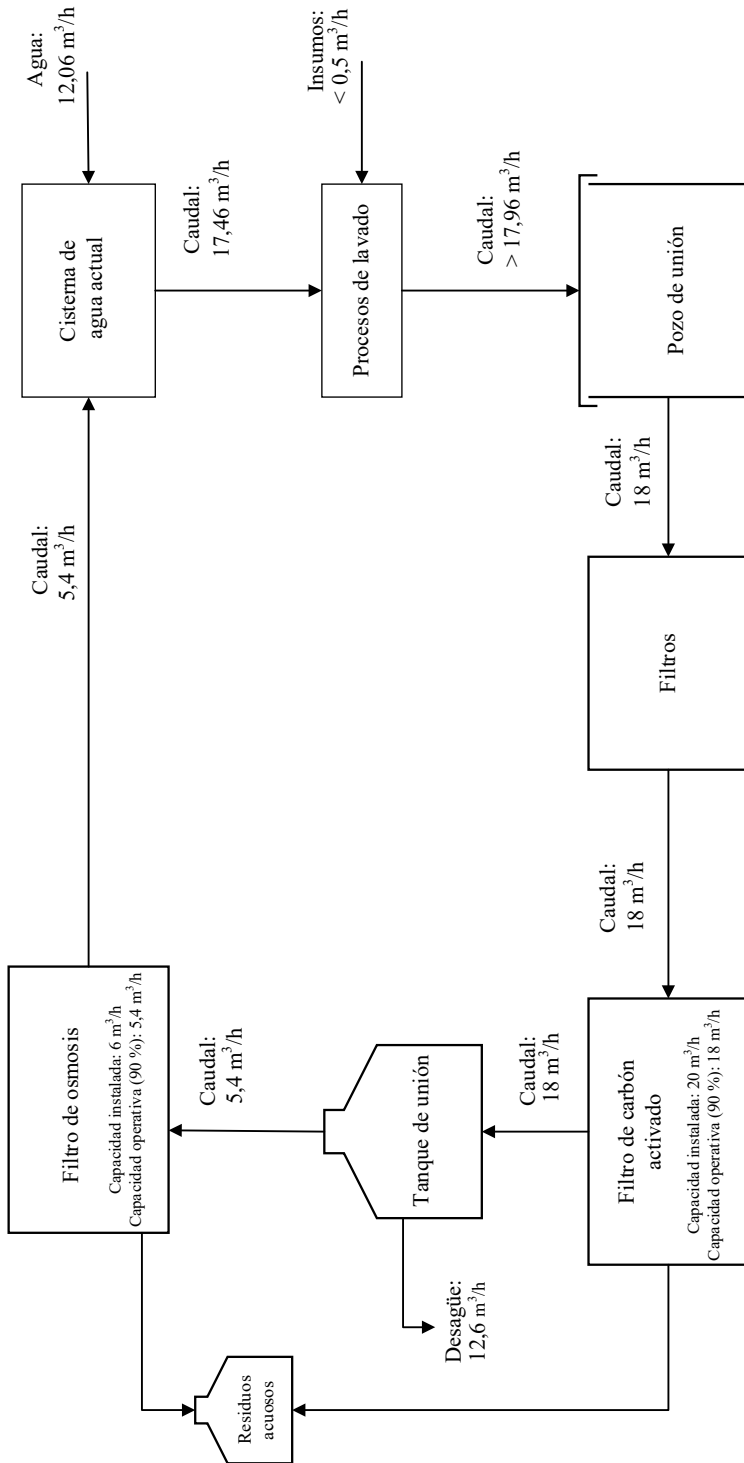 Filtro de osmosis
Capacidad instalada: 6 m³/h
Capacidad operativa (90 %): 5,4 m³/h
Caudal:
5,4 m³/h
Cisterna de
agua actual
Agua:
12,06 m³/h
Caudal:
17,46 m³/h
Residuos
acuosos
Desagüe:
12,6 m³/h
Tanque de unión
Caudal:
5,4 m³/h
Procesos de lavado
Insumos:
< 0,5 m³/h
Caudal:
> 17,96 m³/h
Caudal:
18 m³/h
Filtro de carbón
activado
Capacidad instalada: 20 m³/h
Capacidad operativa (90 %): 18 m³/h
Caudal:
18 m³/h
Filtros
Caudal:
18 m³/h
Pozo de unión